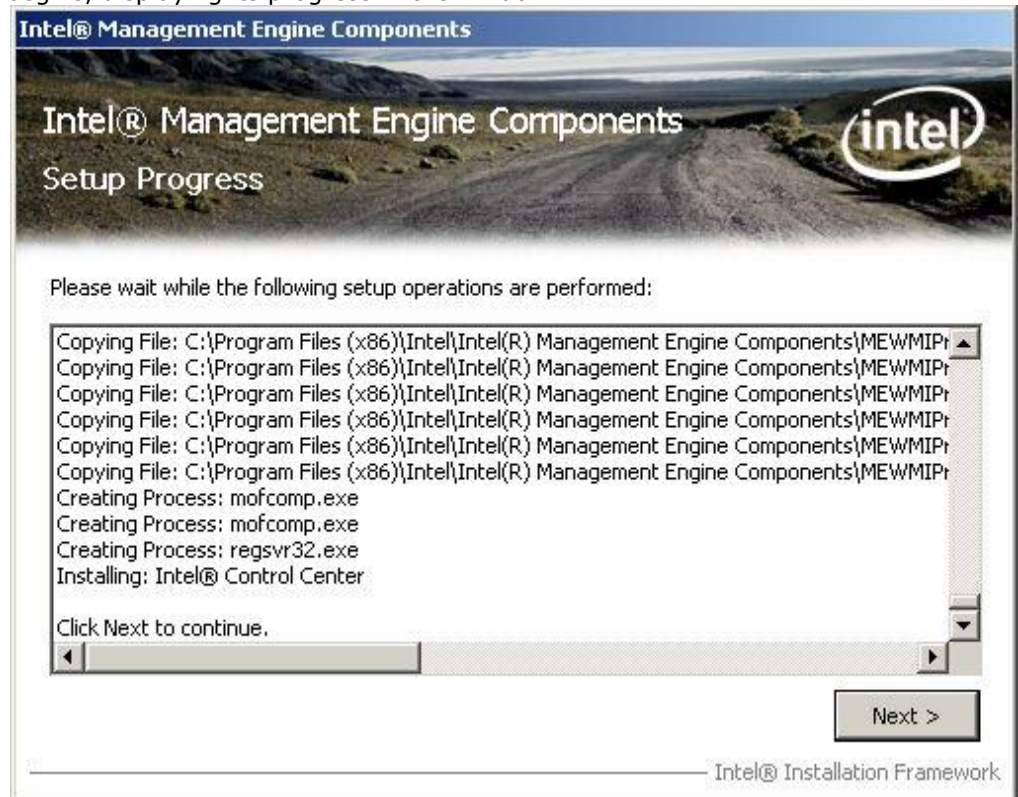 Intel® Management Engine Components
Intel® Management Engine Components
intel
Setup Progress
Please wait while the following setup operations are performed:
Copying File: C:\Program Files (x86)\Intel\Intel(R) Management Engine Components\MEWMIPr
Copying File: C:\Program Files (x86)\Intel\Intel(R) Management Engine Components\MEWMIPr
Copying File: C:\Program Files (x86)\Intel\Intel(R) Management Engine Components\MEWMIPr
Copying File: C:\Program Files (x86)\Intel\Intel(R) Management Engine Components\MEWMIPr
Copying File: C:\Program Files (x86)\Intel\Intel(R) Management Engine Components\MEWMIPr
Copying File: C:\Program Files (x86)\Intel\Intel(R) Management Engine Components\MEWMIPr
Creating Process: mofcomp.exe
Creating Process: mofcomp.exe
Creating Process: regsvr32.exe
Installing: Intel® Control Center
Click Next to continue.
Next >
Intel® Installation Framework